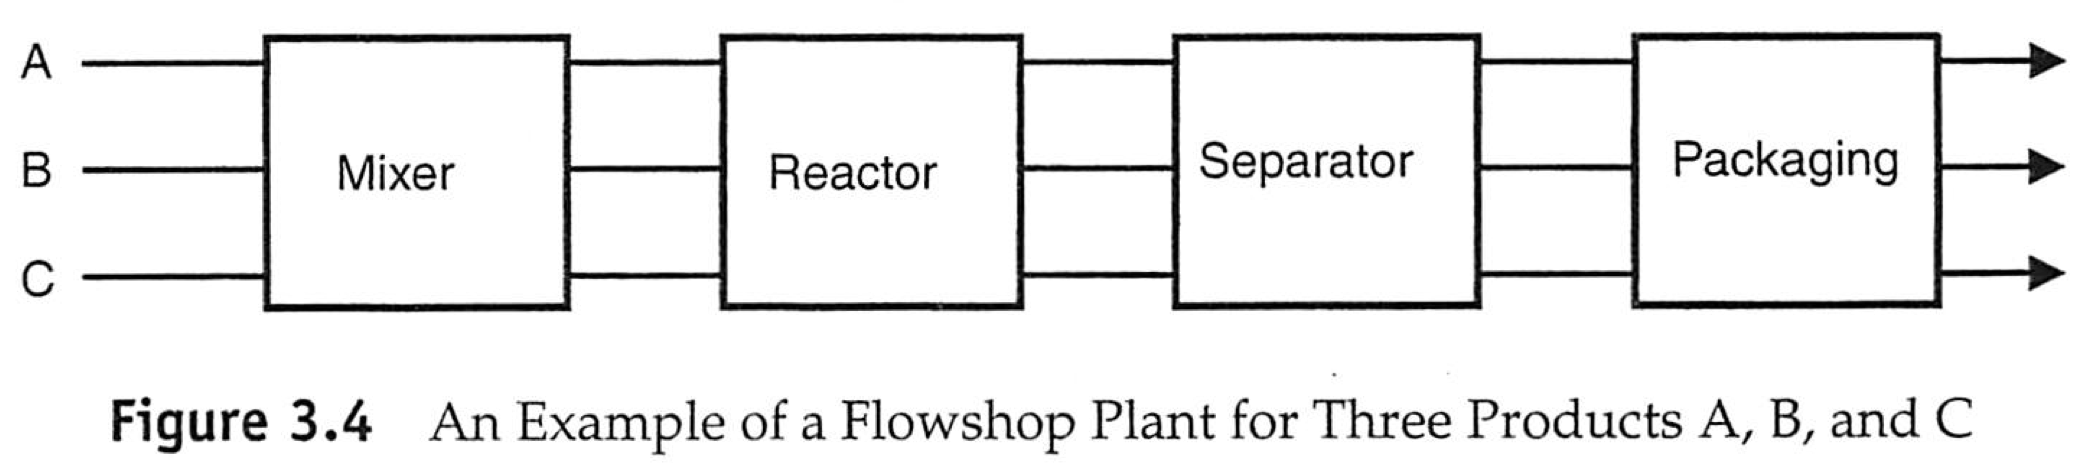 A
Mixer
Reactor
Separator
Packaging
B
C
Figure 3.4 An Example of a Flowshop Plant for Three Products A, B, and C